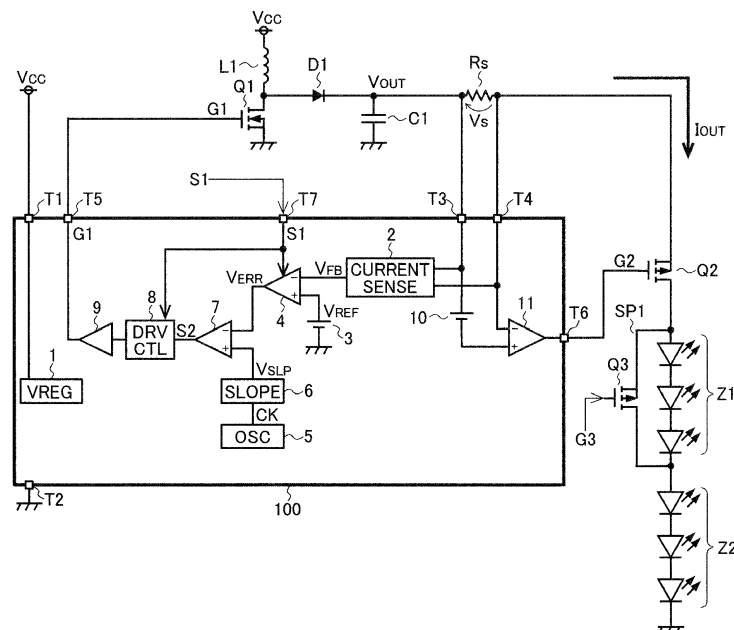 VCC
VCC
L1
Q1
D1
VOUT
RS
VS
C1
IOUT
G1
S1
T1
T5
T7
T3
T4
G1
S1
2
CURRENT
SENSE
VFB
VERR
4
VREF
3
8
DRV
CTL
S2
7
9
1
VREG
VSLP
SLOPE
6
CK
OSC
5
10
11
T6
G2
Q2
SP1
Q3
G3
Z1
Z2
T2
100